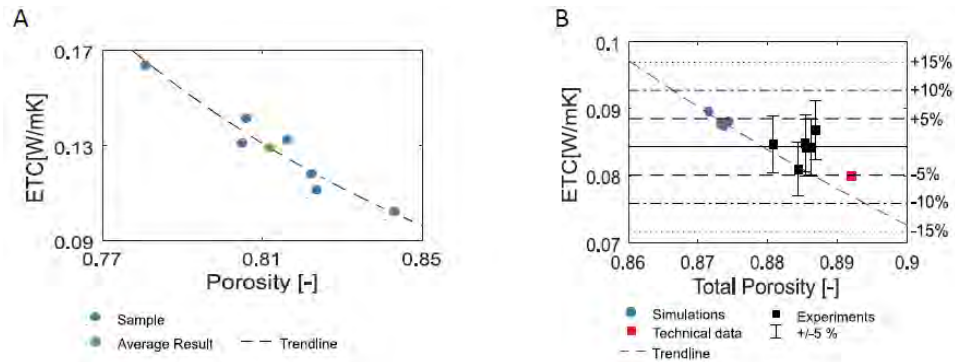 A
ETC[W/mK]
0.17
0.13
0.09
0.77
0.81
0.85
Porosity [-]
Sample
Average Result
Trendline
B
ETC[W/mK]
0.1
0.09
0.08
0.07
+15%
+10%
+5%
-5%
-10%
-15%
0.86
0.87
0.88
0.89
0.9
Total Porosity [-]
Simulations
Experiments
Technical data
+/-5 %
Trendline